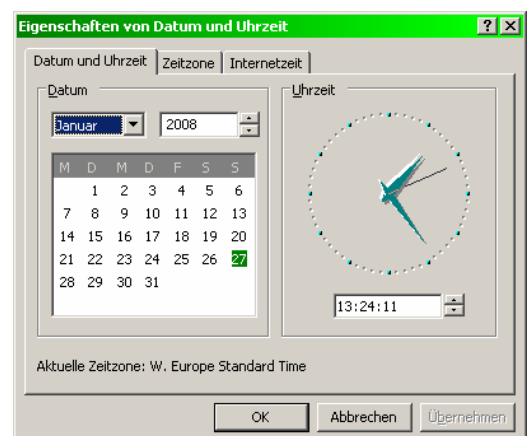 Eigenschaften von Datum und Uhrzeit
Datum und Uhrzeit Zeitzone Internetzeit
Datum
Januar 2008
M D M D F S S
1 2 3 4 5 6
7 8 9 10 11 12 13
14 15 16 17 18 19 20
21 22 23 24 25 26 27
28 29 30 31
Uhrzeit
13:24:11
Aktuelle Zeitzone: W. Europe Standard Time
OK Abbrechen Übernehmen